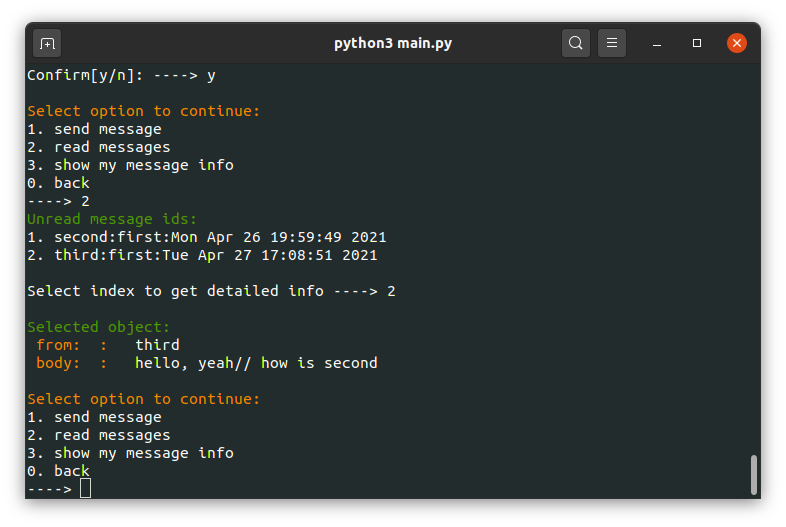 python3 main.py
Confirm[y/n]: ----> y
Select option to continue:
1. send message
2. read messages
3. show my message info
0. back
----> 2
Unread message ids:
1. second:first:Mon Apr 26 19:59:49 2021
2. third:first:Tue Apr 27 17:08:51 2021
Select index to get detailed info ----> 2
Selected object:
from:  :   third
body:  :   hello, yeah// how is second
Select option to continue:
1. send message
2. read messages
3. show my message info
0. back
---->